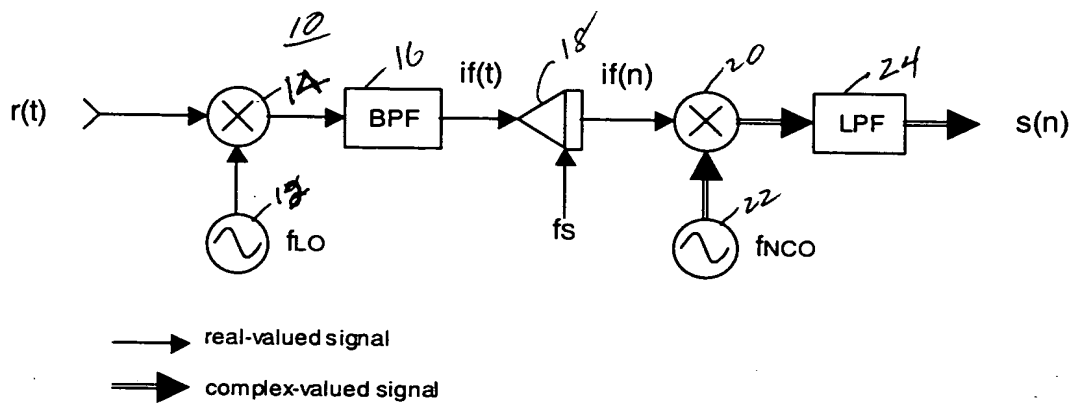 10
14
16
18
20
24
r(t)
BPF
if(t)
if(n)
LPF
s(n)
12
fLO
fS
22
fNCO
real-valued signal
complex-valued signal